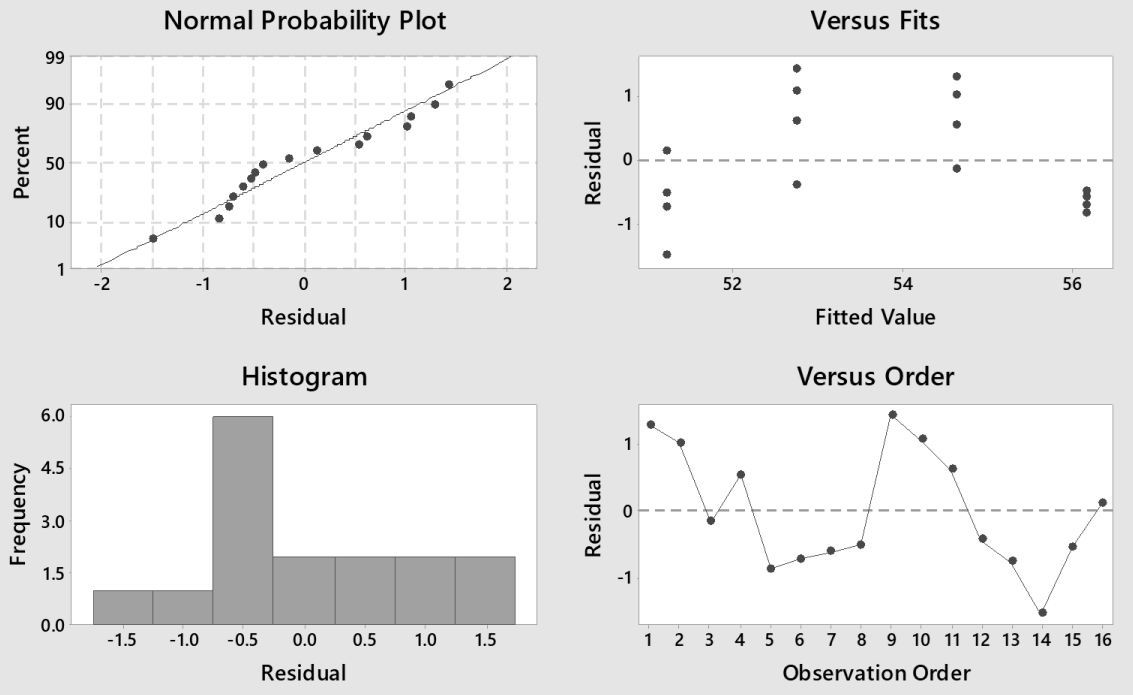 Normal Probability Plot
99
90
50
10
1
Percent
-2 -1 0 1 2
Residual
Versus Fits
1
0
-1
Residual
52 54 56
Fitted Value
Histogram
6.0
4.5
3.0
1.5
0.0
Frequency
-1.5 -1.0 -0.5 0.0 0.5 1.0 1.5
Residual
Versus Order
1
0
-1
Residual
1 2 3 4 5 6 7 8 9 10 11 12 13 14 15 16
Observation Order